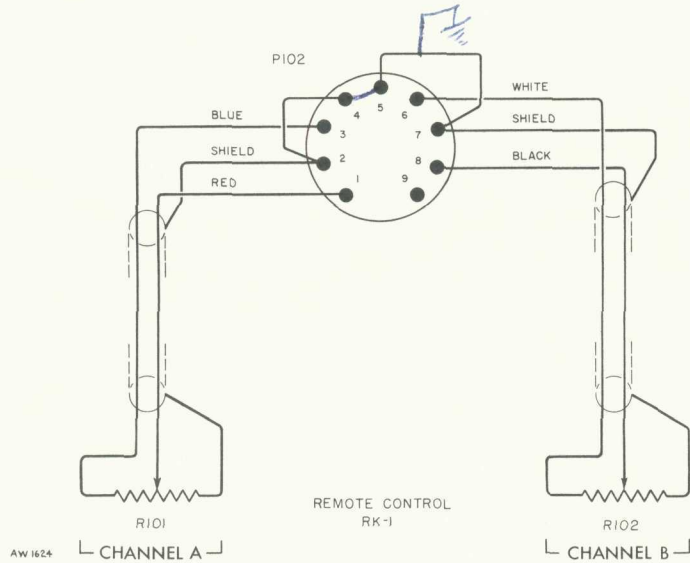 P102
WHITE
BLUE
SHIELD
BLACK
SHIELD
RED
4
5
6
3
7
2
8
1
9
REMOTE CONTROL
RK-1
R101
R102
AW 1624
CHANNEL A
CHANNEL B